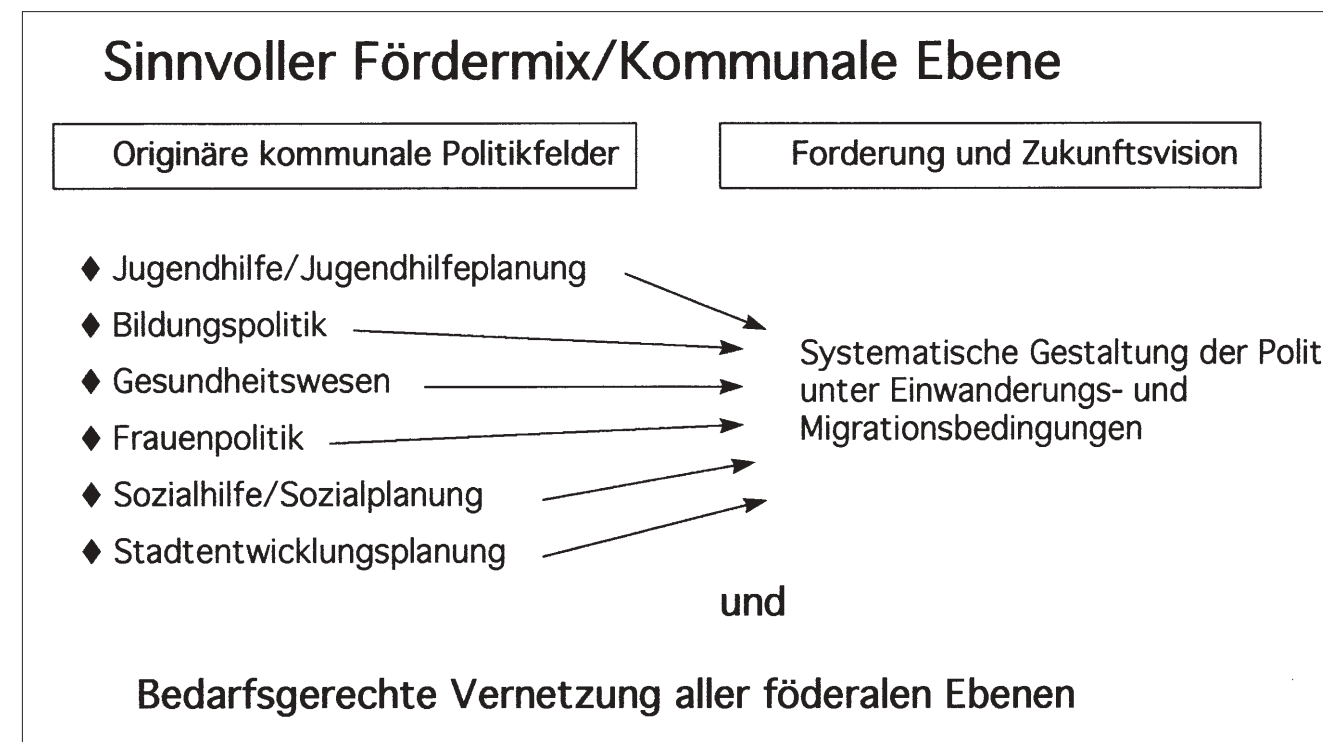 Sinnvoller Fördermix/Kommunale Ebene
Originäre kommunale Politikfelder
Forderung und Zukunftsvision
♦ Jugendhilfe/Jugendhilfeplanung
♦ Bildungspolitik
♦ Gesundheitswesen
♦ Frauenpolitik
♦ Sozialhilfe/Sozialplanung
♦ Stadtentwicklungsplanung
Systematische Gestaltung der Polit
unter Einwanderungs- und
Migrationsbedingungen
und
Bedarfsgerechte Vernetzung aller föderalen Ebenen